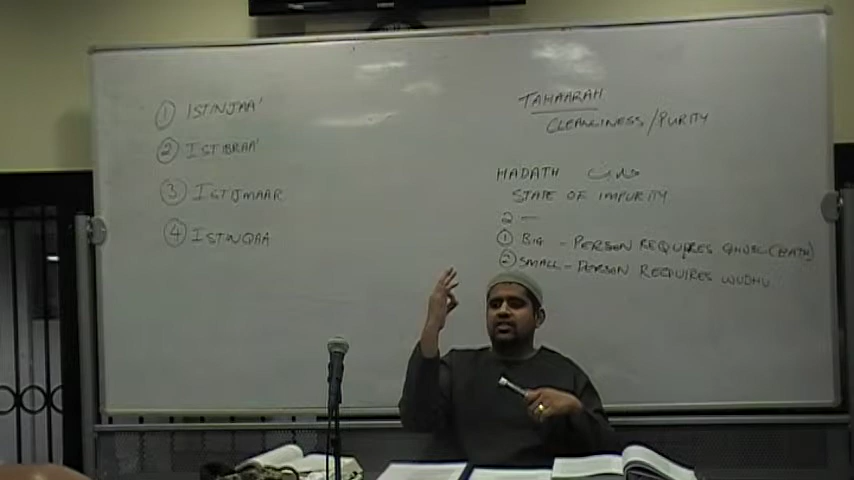 ① ISTINJAA'
② ISTIBRAA'
③ ISTIJMAAR
④ ISTINQAA
TAHAARAH
CLEANLINESS/PURITY
HADATH حدث
STATE OF IMPURITY
2 —
① BIG - PERSON REQUIRES GHUSL (BATH)
② SMALL - PERSON REQUIRES WUDHU